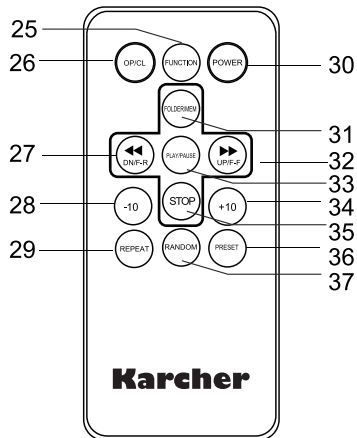 25
26 OP/CL FUNCTION POWER 30
FOLDER/MEM 31
27 DN/F-R PLAY/PAUSE UP/F-F 32
33
28 -10 STOP +10 34
35
29 REPEAT RANDOM PRESET 36
37
Karcher